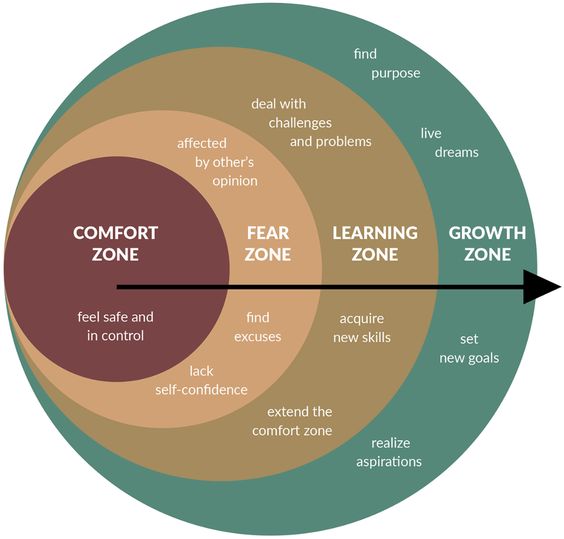 find
purpose
deal with
challenges
and problems
live
dreams
affected
by other's
opinion
COMFORT
ZONE
FEAR
ZONE
LEARNING
ZONE
GROWTH
ZONE
feel safe and
in control
find
excuses
acquire
new skills
set
new goals
lack
self-confidence
extend the
comfort zone
realize
aspirations